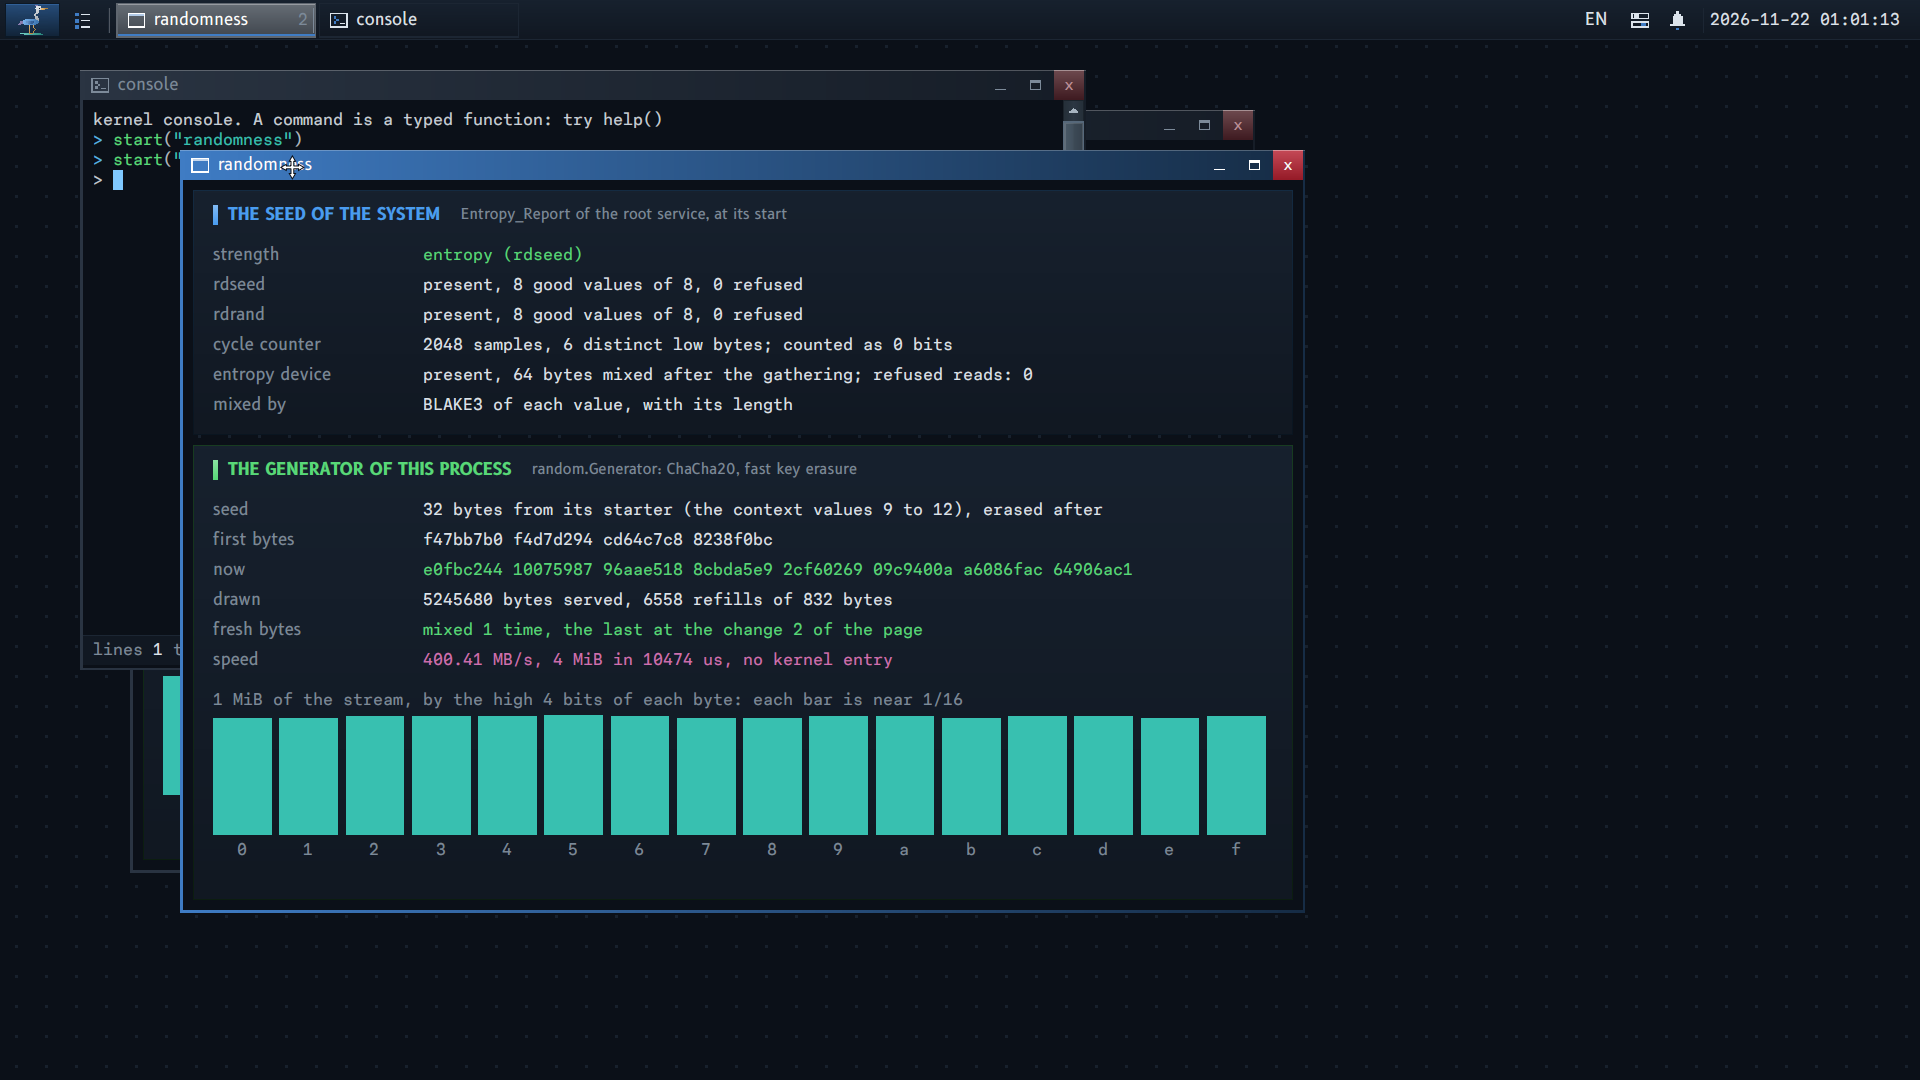 randomness 2 console EN 2026-11-22 01:01:13
console
kernel console. A command is a typed function: try help()
> start("randomness")
> start("
>
lines 1 t
randomness
THE SEED OF THE SYSTEM Entropy_Report of the root service, at its start
strength entropy (rdseed)
rdseed present, 8 good values of 8, 0 refused
rdrand present, 8 good values of 8, 0 refused
cycle counter 2048 samples, 6 distinct low bytes; counted as 0 bits
entropy device present, 64 bytes mixed after the gathering; refused reads: 0
mixed by BLAKE3 of each value, with its length
THE GENERATOR OF THIS PROCESS random.Generator: ChaCha20, fast key erasure
seed 32 bytes from its starter (the context values 9 to 12), erased after
first bytes f47bb7b0 f4d7d294 cd64c7c8 8238f0bc
now e0fbc244 10075987 96aae518 8cbda5e9 2cf60269 09c9400a a6086fac 64906ac1
drawn 5245680 bytes served, 6558 refills of 832 bytes
fresh bytes mixed 1 time, the last at the change 2 of the page
speed 400.41 MB/s, 4 MiB in 10474 us, no kernel entry
1 MiB of the stream, by the high 4 bits of each byte: each bar is near 1/16
0 1 2 3 4 5 6 7 8 9 a b c d e f